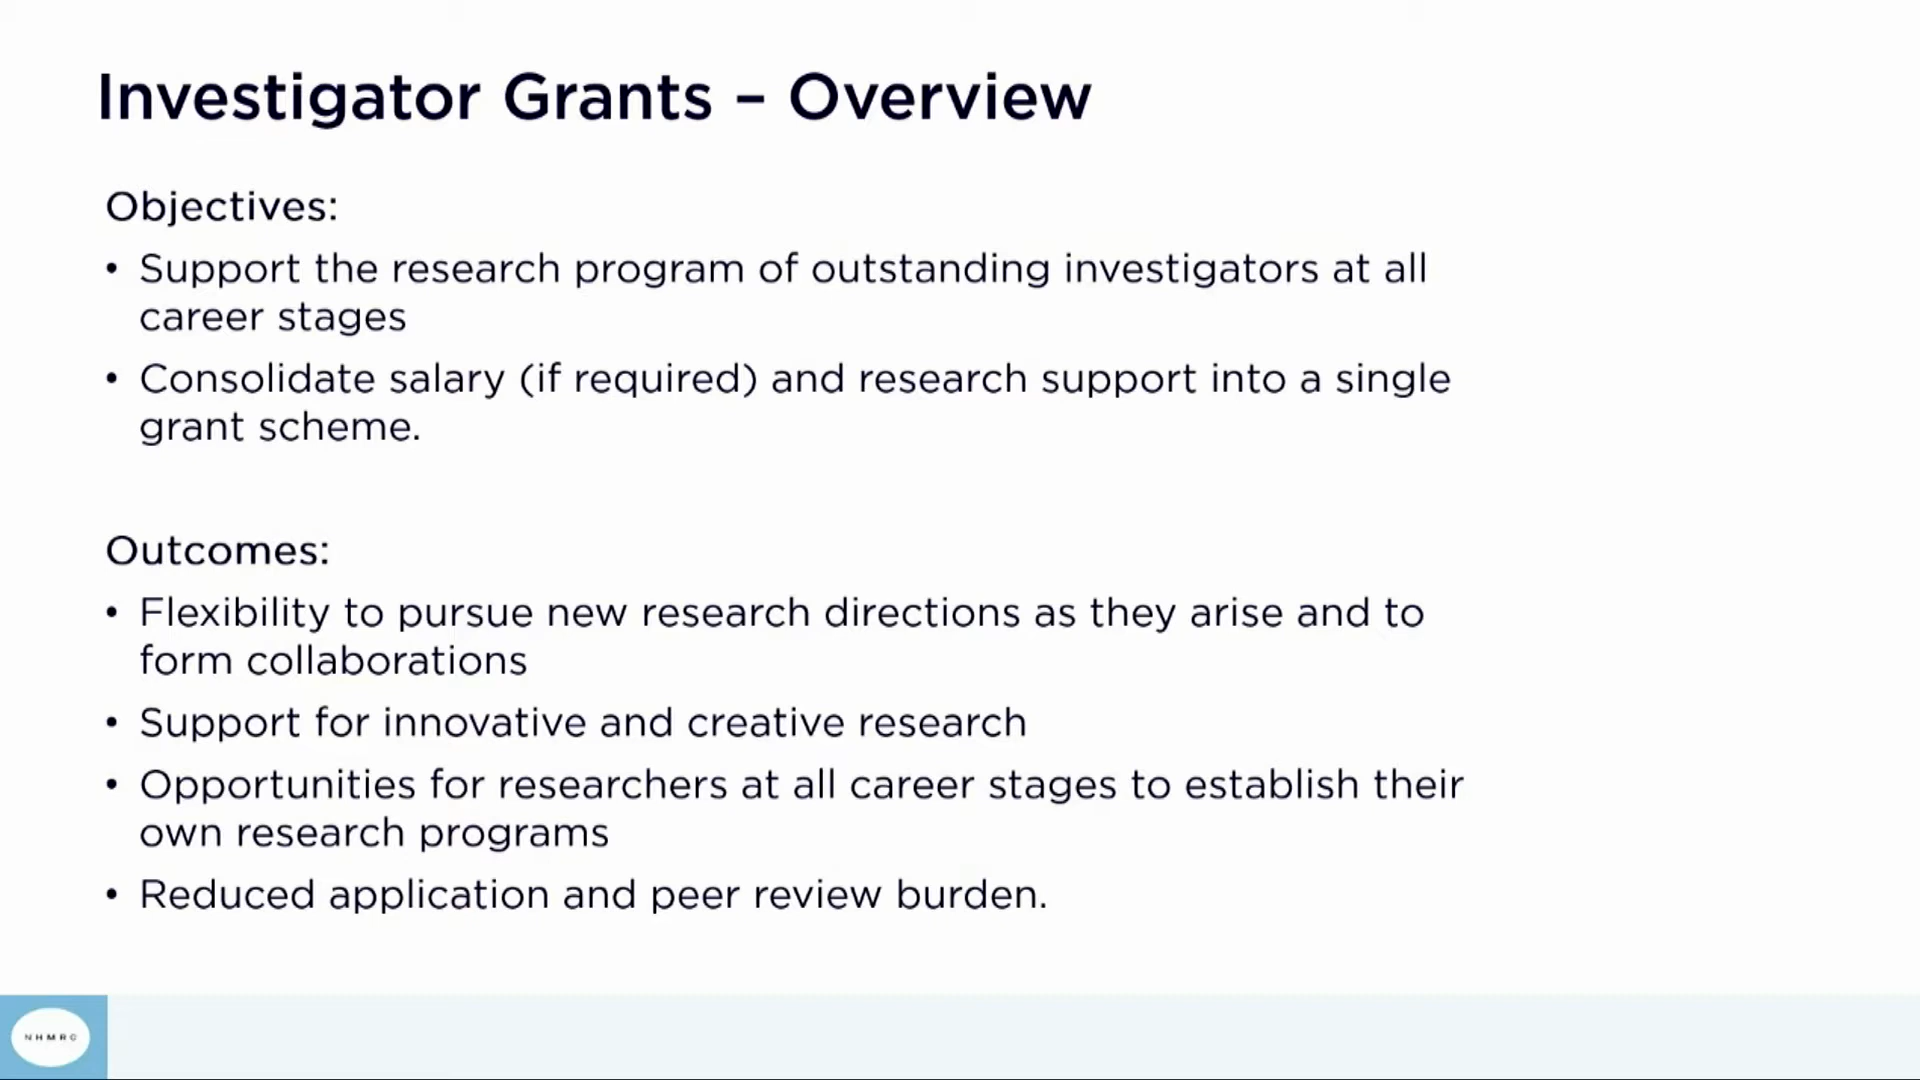 Investigator Grants – Overview
Objectives:
• Support the research program of outstanding investigators at all
career stages
• Consolidate salary (if required) and research support into a single
grant scheme.
Outcomes:
• Flexibility to pursue new research directions as they arise and to
form collaborations
• Support for innovative and creative research
• Opportunities for researchers at all career stages to establish their
own research programs
• Reduced application and peer review burden.
NHMRC